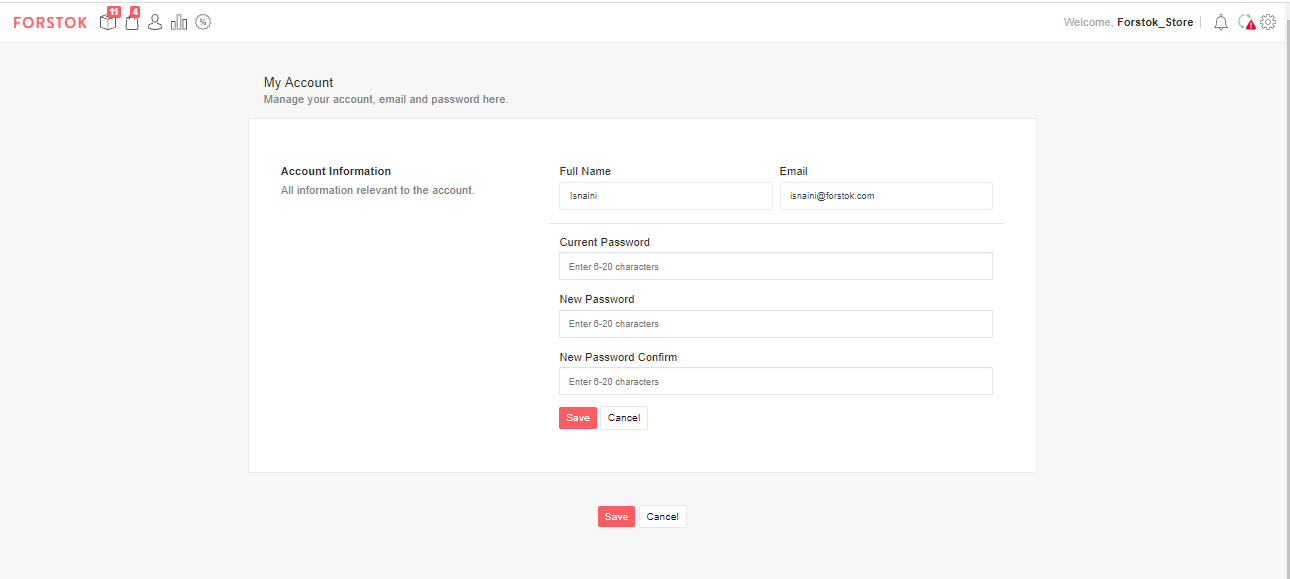 FORSTOK 11 4 % Welcome, Forstok_Store
My Account
Manage your account, email and password here.
Account Information
All information relevant to the account.
Full Name Email
Isnaini isnaini@forstok.com
Current Password
Enter 6-20 characters
New Password
Enter 6-20 characters
New Password Confirm
Enter 6-20 characters
Save Cancel
Save Cancel